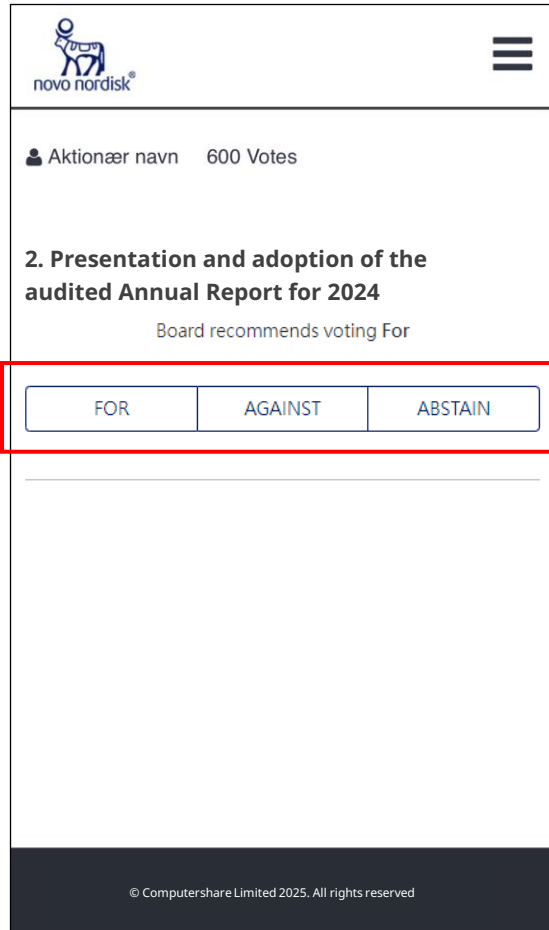 novo nordisk®
Aktionær navn 600 Votes
2. Presentation and adoption of the
audited Annual Report for 2024
Board recommends voting For
FOR AGAINST ABSTAIN
© Computershare Limited 2025. All rights reserved